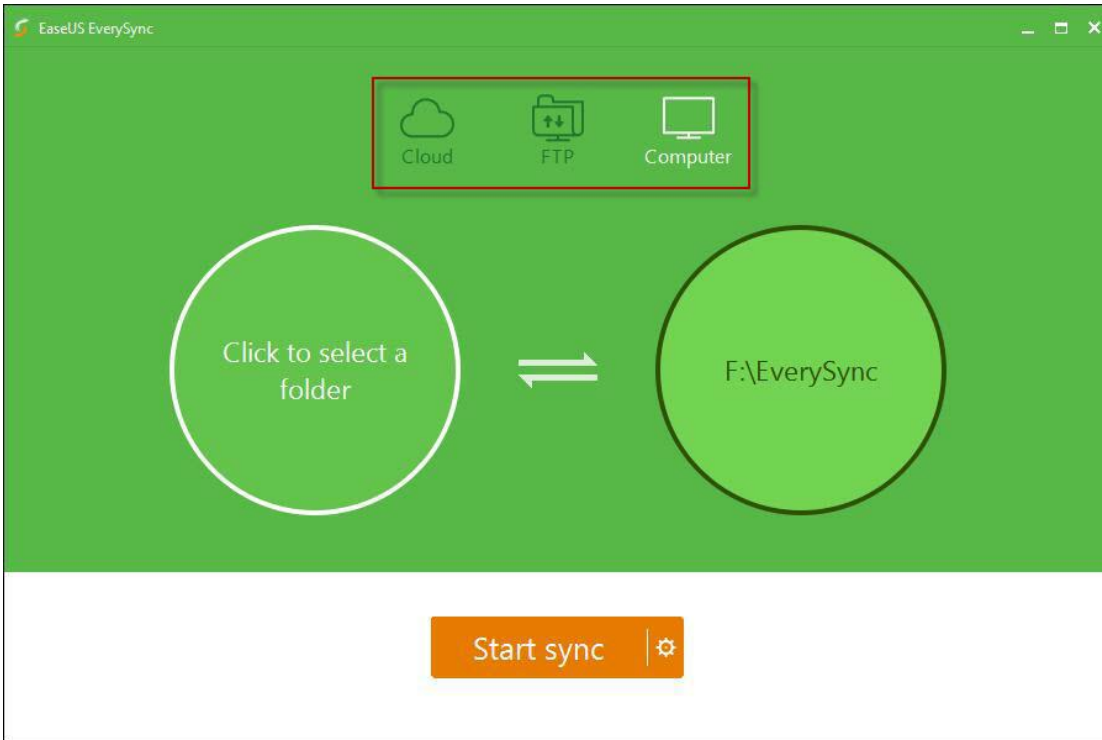 EaseUS EverySync
Cloud
FTP
Computer
Click to select a
folder
F:\EverySync
Start sync